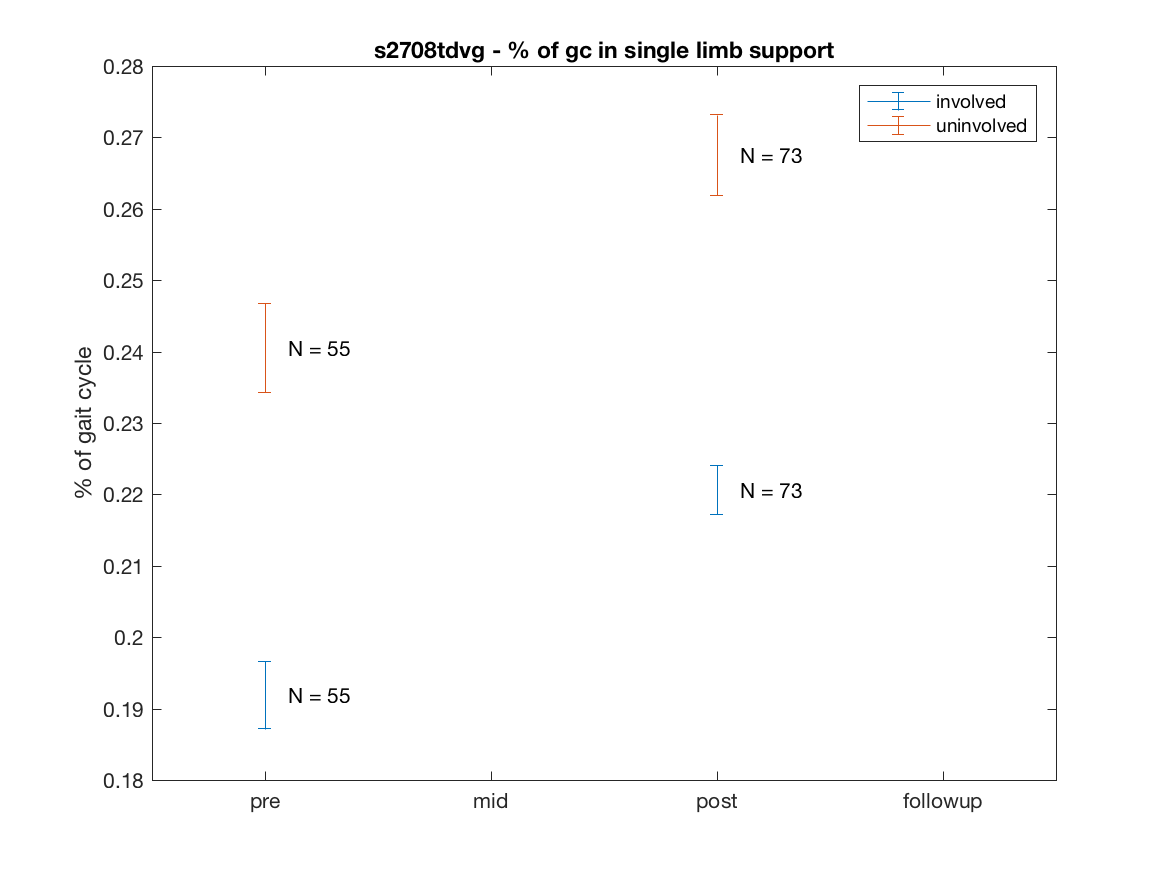 s2708tdvg - % of gc in single limb support
involved
uninvolved
% of gait cycle
0.28
0.27
0.26
0.25
0.24
0.23
0.22
0.21
0.2
0.19
0.18
N = 73
N = 55
N = 73
N = 55
pre mid post followup